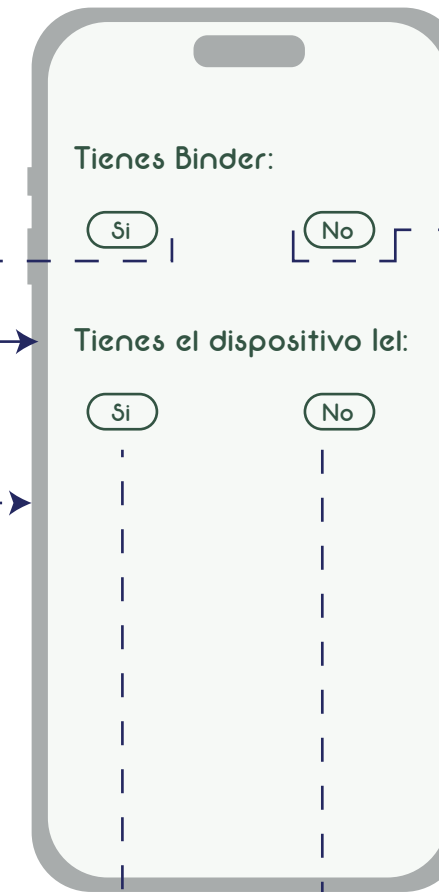 Tienes Binder:
Si No
Tienes el dispositivo lel:
Si No